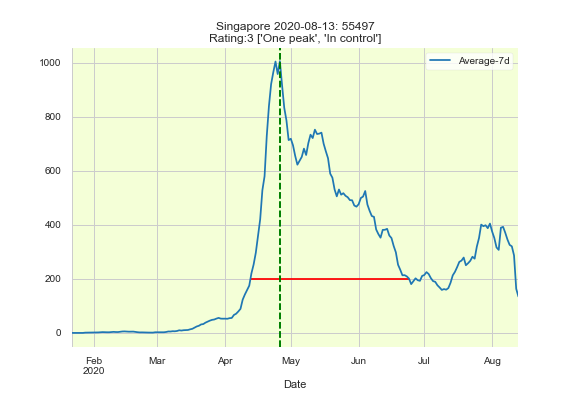 Singapore 2020-08-13: 55497
Rating:3 ['One peak', 'In control']
Average-7d
1000
800
600
400
200
0
Feb
2020
Mar
Apr
May
Jun
Jul
Aug
Date